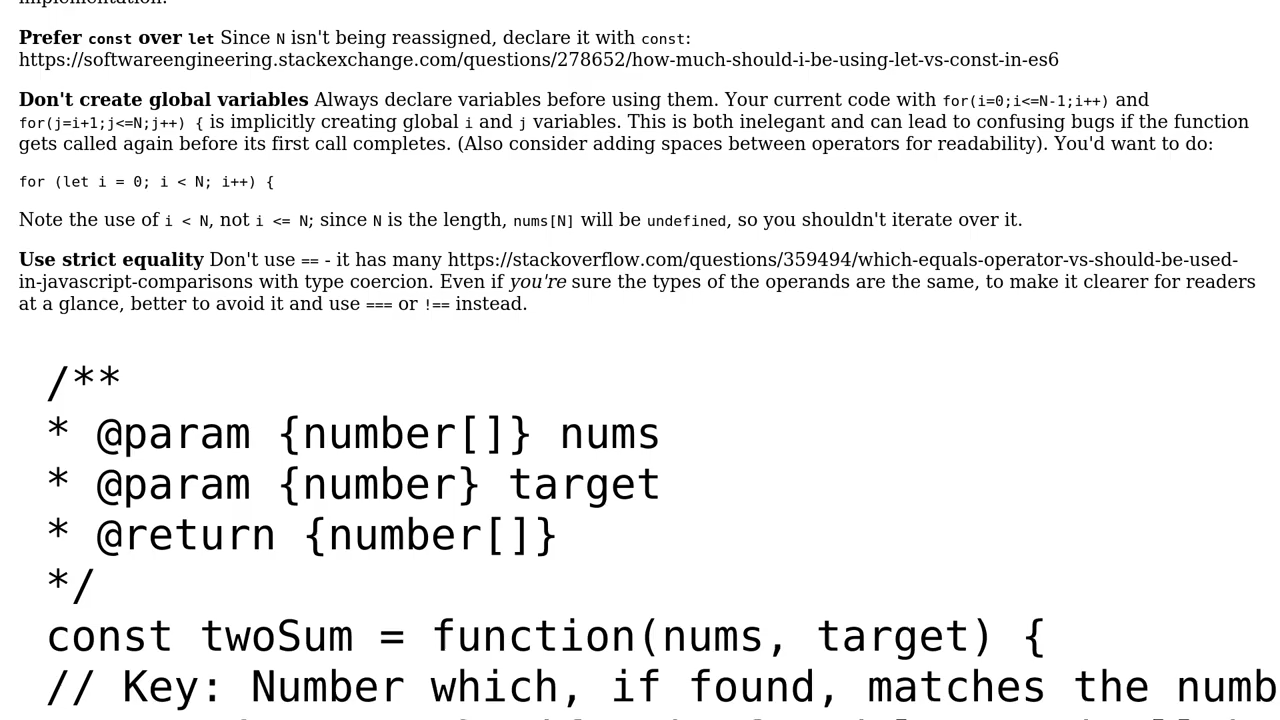 implementation.
Prefer const over let Since N isn't being reassigned, declare it with const:
https://softwareengineering.stackexchange.com/questions/278652/how-much-should-i-be-using-let-vs-const-in-es6
Don't create global variables Always declare variables before using them. Your current code with for(i=0;i<=N-1;i++) and
for(j=i+1;j<=N;j++) { is implicitly creating global i and j variables. This is both inelegant and can lead to confusing bugs if the function
gets called again before its first call completes. (Also consider adding spaces between operators for readability). You'd want to do:
for (let i = 0; i < N; i++) {
Note the use of i < N, not i <= N; since N is the length, nums[N] will be undefined, so you shouldn't iterate over it.
Use strict equality Don't use == - it has many https://stackoverflow.com/questions/359494/which-equals-operator-vs-should-be-used-
in-javascript-comparisons with type coercion. Even if you're sure the types of the operands are the same, to make it clearer for readers
at a glance, better to avoid it and use === or !== instead.
/**
* @param {number[]} nums
* @param {number} target
* @return {number[]}
*/
const twoSum = function(nums, target) {
// Key: Number which, if found, matches the numb